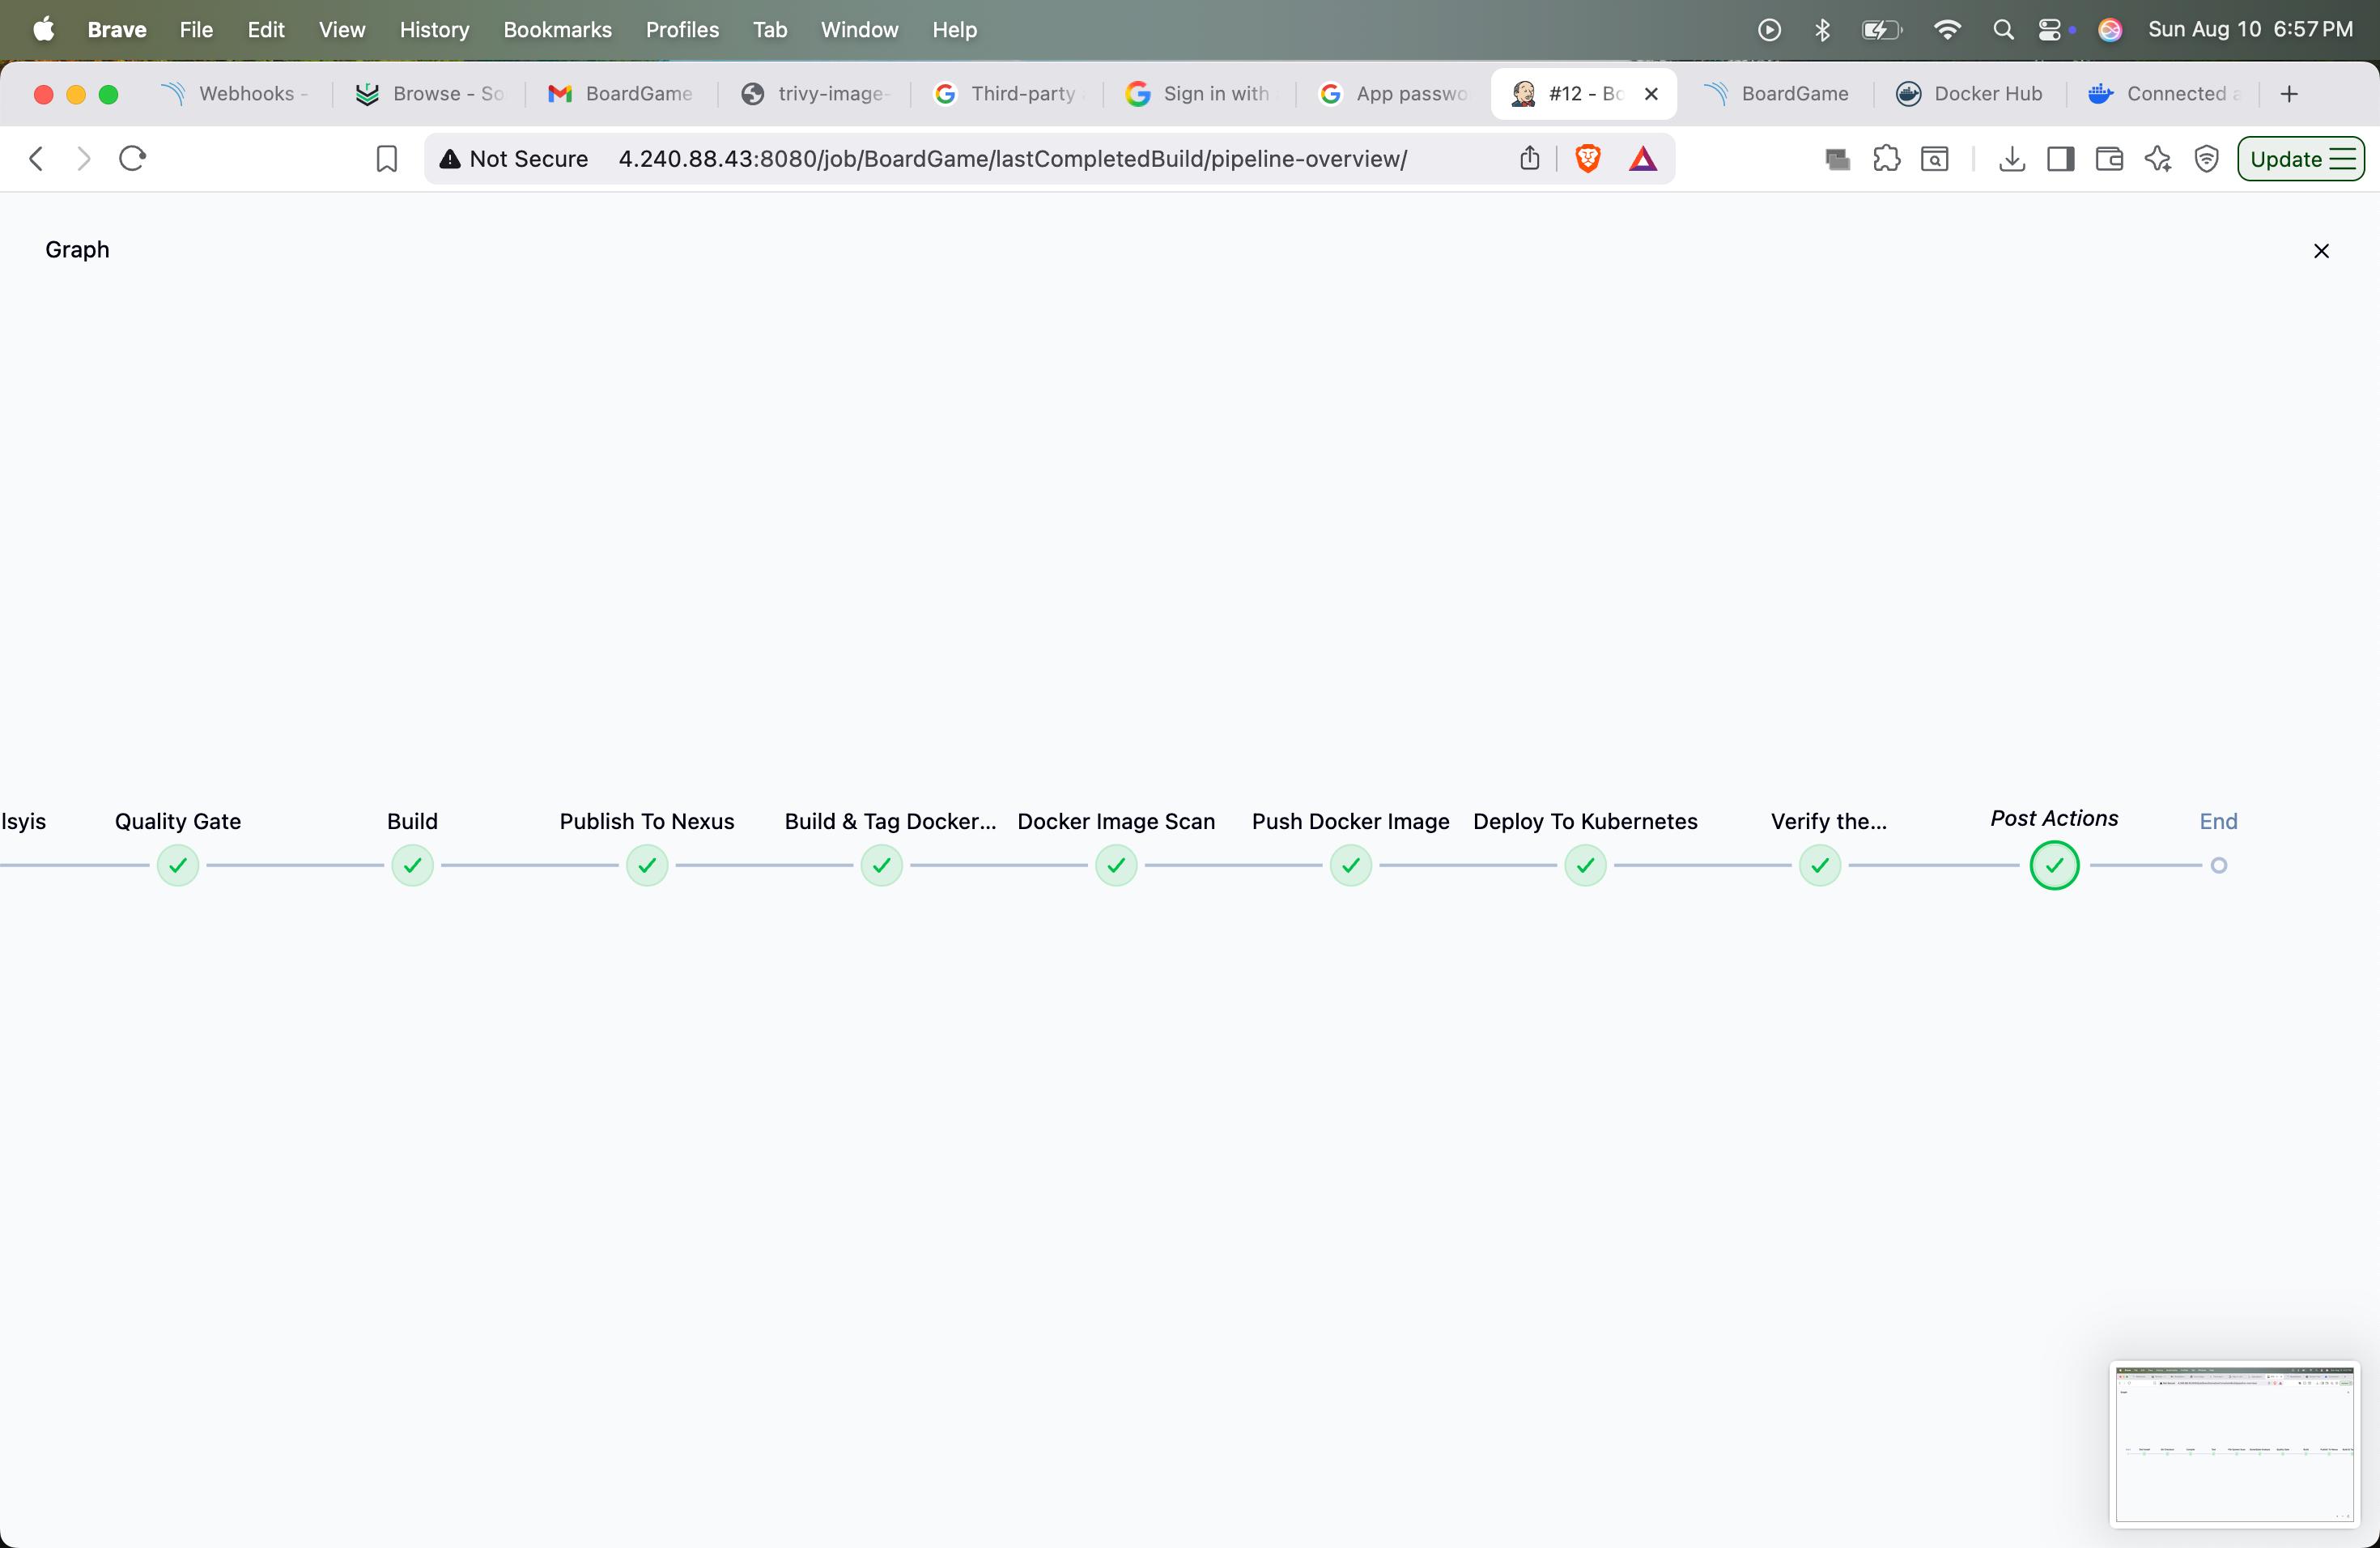 Brave File Edit View History Bookmarks Profiles Tab Window Help Sun Aug 10 6:57 PM
Webhooks - Browse - So BoardGame trivy-image- Third-party Sign in with App passwo #12 - Bo BoardGame Docker Hub Connected a
Not Secure 4.240.88.43:8080/job/BoardGame/lastCompletedBuild/pipeline-overview/ Update
Graph
lsyis Quality Gate Build Publish To Nexus Build & Tag Docker... Docker Image Scan Push Docker Image Deploy To Kubernetes Verify the... Post Actions End